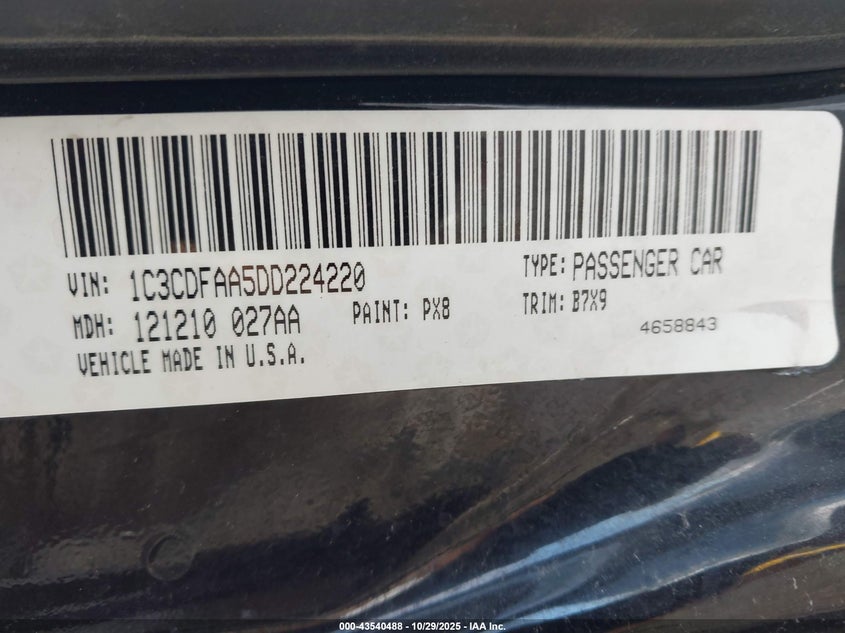 VIN: 1C3CDFAA5DD224220
TYPE: PASSENGER CAR
MDH: 121210 027AA
PAINT: PX8
TRIM: B7X9
VEHICLE MADE IN U.S.A.
4658843
000-43540488 - 10/29/2025 - IAA Inc.